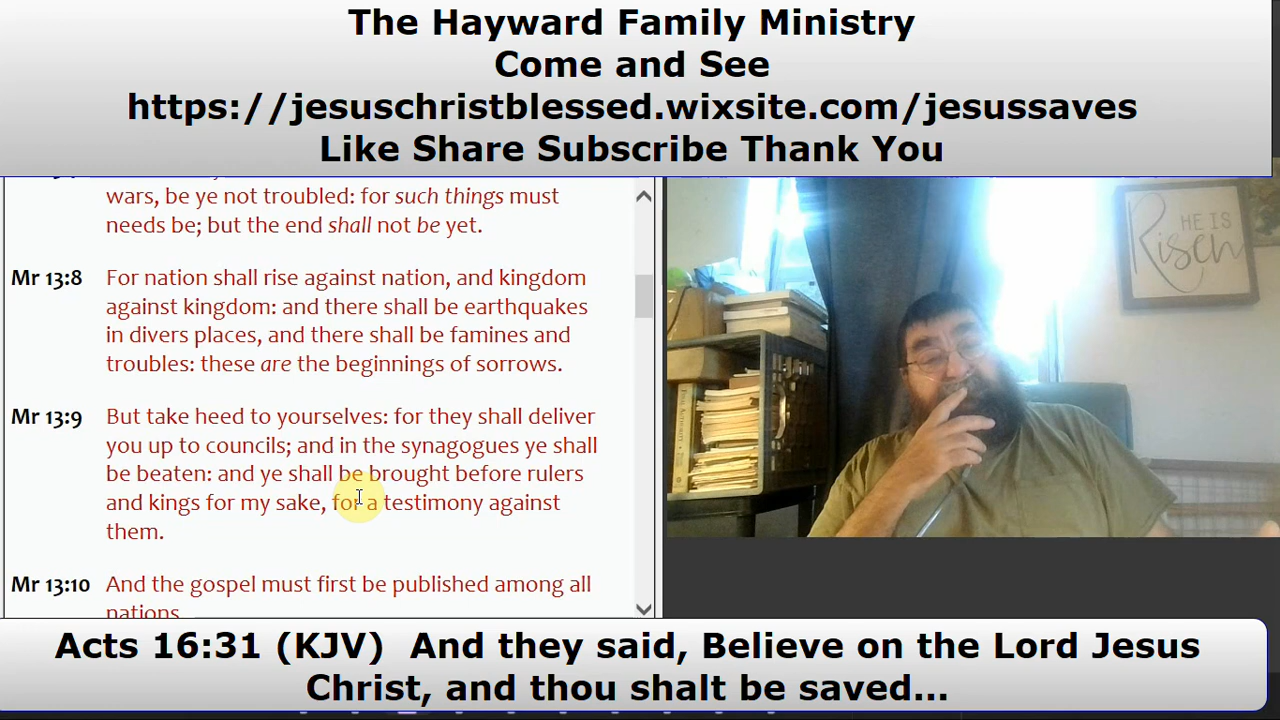 The Hayward Family Ministry
Come and See
https://jesuschristblessed.wixsite.com/jesussaves
Like Share Subscribe Thank You
wars, be ye not troubled: for such things must
needs be; but the end shall not be yet.
Mr 13:8 For nation shall rise against nation, and kingdom
against kingdom: and there shall be earthquakes
in divers places, and there shall be famines and
troubles: these are the beginnings of sorrows.
Mr 13:9 But take heed to yourselves: for they shall deliver
you up to councils; and in the synagogues ye shall
be beaten: and ye shall be brought before rulers
and kings for my sake, for a testimony against
them.
Mr 13:10 And the gospel must first be published among all
nations.
HE IS
Risen
Acts 16:31 (KJV) And they said, Believe on the Lord Jesus
Christ, and thou shalt be saved...